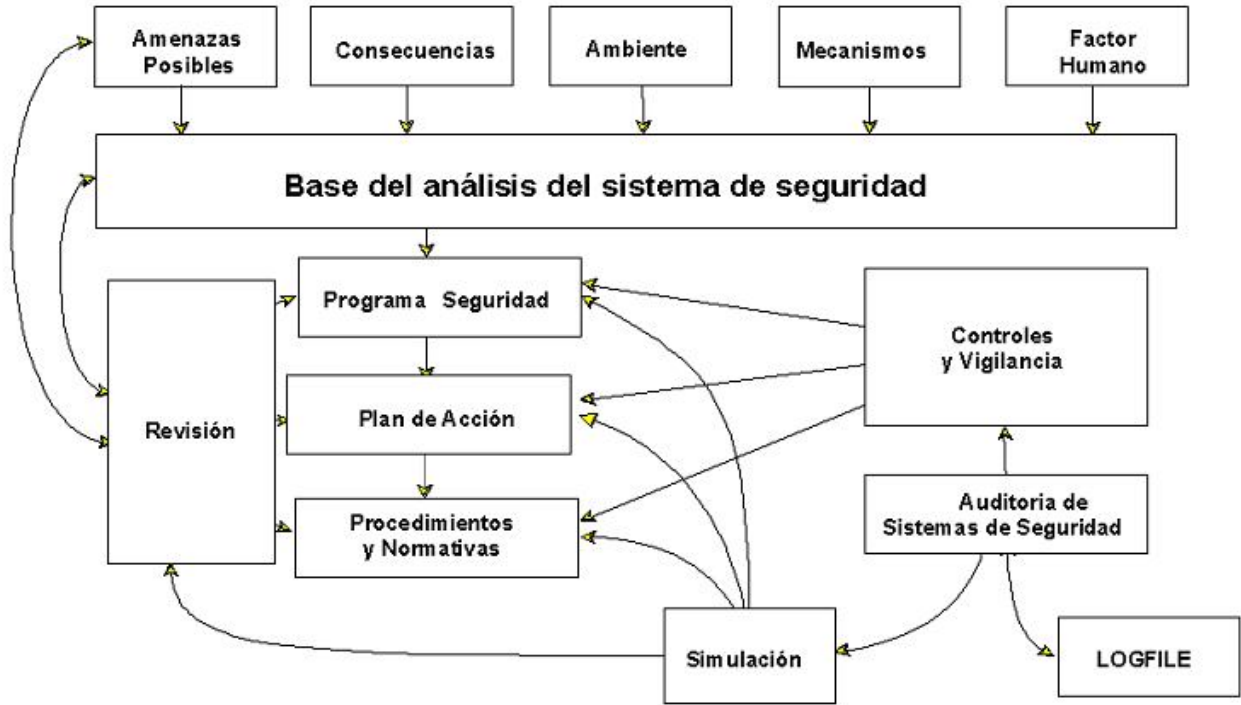 Amenazas
Posibles
Consecuencias
Ambiente
Mecanismos
Factor
Humano
Base del análisis del sistema de seguridad
Programa Seguridad
Controles
y Vigilancia
Plan de Acción
Revisión
Procedimientos
y Normativas
Auditoria de
Sistemas de Seguridad
Simulación
LOGFILE